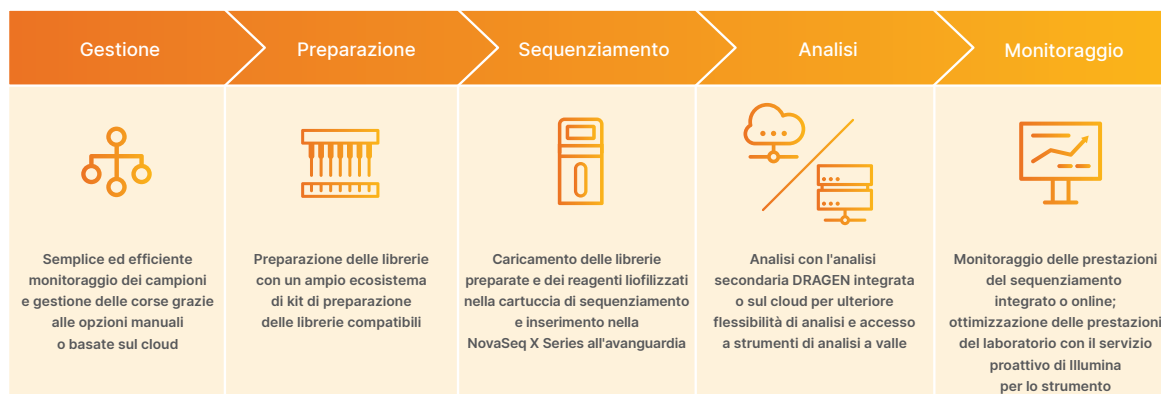 Gestione
Preparazione
Sequenziamento
Analisi
Monitoraggio
Semplice ed efficiente
monitoraggio dei campioni
e gestione delle corse grazie
alle opzioni manuali
o basate sul cloud
Preparazione delle librerie
con un ampio ecosistema
di kit di preparazione
delle librerie compatibili
Caricamento delle librerie
preparate e dei reagenti liofilizzati
nella cartuccia di sequenziamento
e inserimento nella
NovaSeq X Series all'avanguardia
Analisi con l'analisi
secondaria DRAGEN integrata
o sul cloud per ulteriore
flessibilità di analisi e accesso
a strumenti di analisi a valle
Monitoraggio delle prestazioni
del sequenziamento
integrato o online;
ottimizzazione delle prestazioni
del laboratorio con il servizio
proattivo di Illumina
per lo strumento